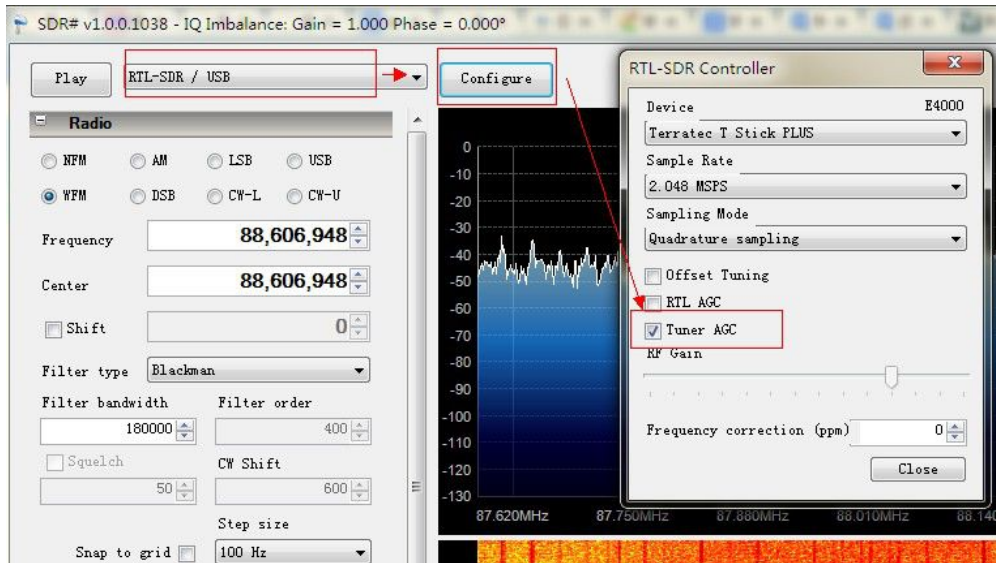 SDR# v1.0.0.1038 - IQ Imbalance: Gain = 1.000 Phase = 0.000°
Play
RTL-SDR / USB
Configure
Radio
NFM AM LSB USB
WFM DSB CW-L CW-U
Frequency 88,606,948
Center 88,606,948
Shift 0
Filter type Blackman
Filter bandwidth Filter order
180000 400
Squelch CW Shift
50 600
Step size
Snap to grid 100 Hz
0
-10
-20
-30
-40
-50
-60
-70
-80
-90
-100
-110
-120
-130
87.620MHz 87.750MHz 87.880MHz 88.010MHz 88.140
RTL-SDR Controller
Device E4000
Terratec T Stick PLUS
Sample Rate
2.048 MSPS
Sampling Mode
Quadrature sampling
Offset Tuning
RTL AGC
Tuner AGC
RF Gain
Frequency correction (ppm) 0
Close